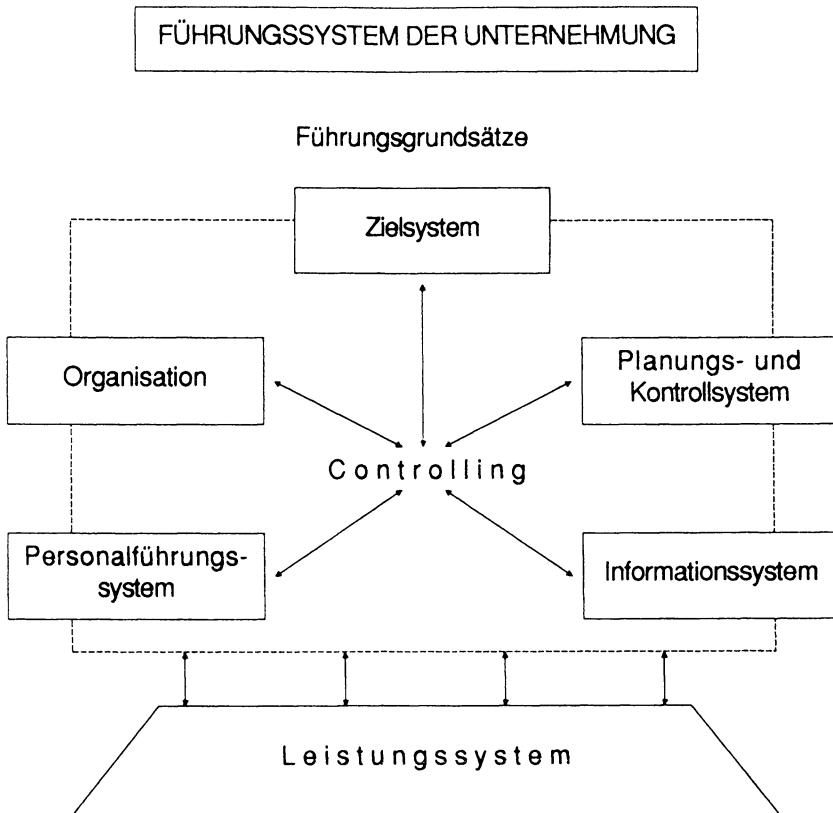 FÜHRUNGSSYSTEM DER UNTERNEHMUNG
Führungsgrundsätze
Zielsystem
Organisation
Planungs- und
Kontrollsystem
Controlling
Personalführungs-
system
Informationssystem
Leistungssystem